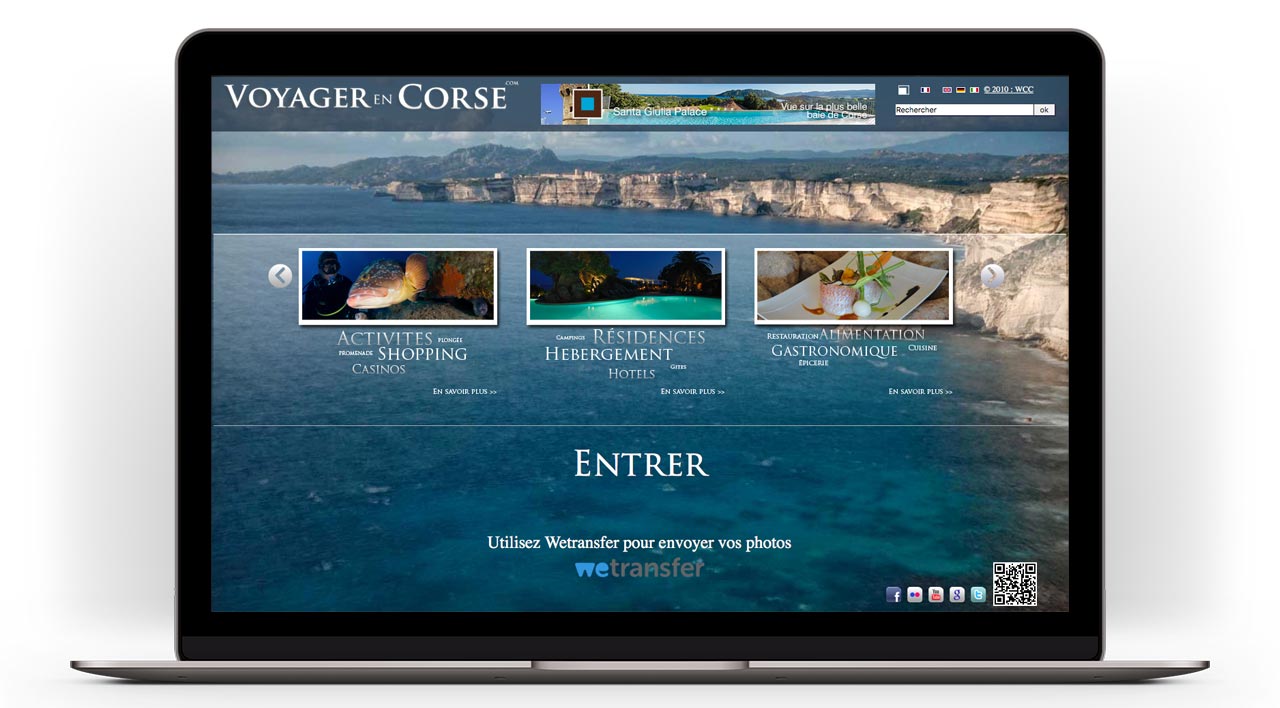 VOYAGER EN CORSE .COM
Santa Giulia Palace
Vue sur la plus belle
baie de Corse
© 2010 : WCC
Rechercher
ok
ACTIVITES PLONGÉE
PROMENADE SHOPPING
CASINOS
EN SAVOIR PLUS >>
CAMPINGS RÉSIDENCES
HEBERGEMENT
GITES
HOTELS
EN SAVOIR PLUS >>
RESTAURATION ALIMENTATION
GASTRONOMIQUE CUISINE
ÉPICERIE
EN SAVOIR PLUS >>
ENTRER
Utilisez Wetransfer pour envoyer vos photos
wetransfer